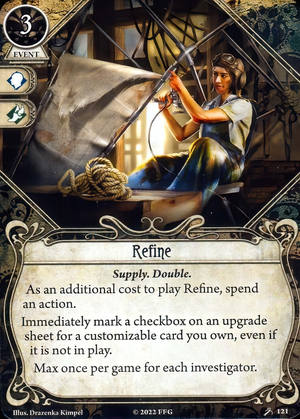 3
EVENT
Refine
Supply. Double.
As an additional cost to play Refine, spend
an action.
Immediately mark a checkbox on an upgrade
sheet for a customizable card you own, even if
it is not in play.
Max once per game for each investigator.
Illus. Drazenka Kimpel
© 2022 FFG
121